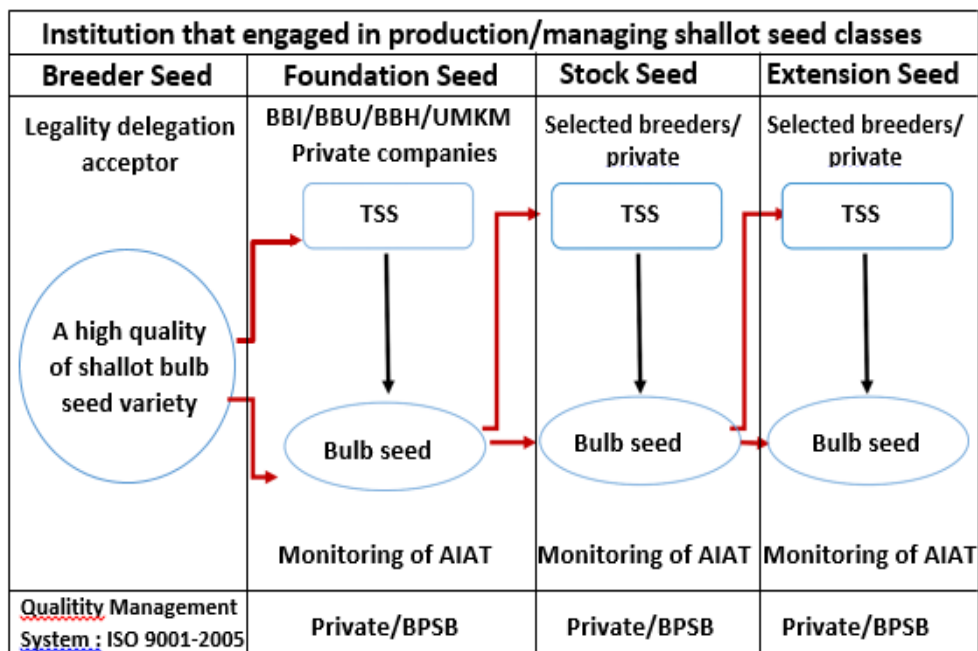 Institution that engaged in production/managing shallot seed classes
Breeder Seed
Foundation Seed
Stock Seed
Extension Seed
Legality delegation
acceptor
BBI/BBU/BBH/UMKM
Private companies
Selected breeders/
private
Selected breeders/
private
TSS
TSS
TSS
A high quality
of shallot bulb
seed variety
Bulb seed
Bulb seed
Bulb seed
Monitoring of AIAT
Monitoring of AIAT
Monitoring of AIAT
Qualitity Management
System : ISO 9001-2005
Private/BPSB
Private/BPSB
Private/BPSB